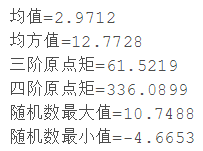 均值=2.9712
均方值=12.7728
三阶原点矩=61.5219
四阶原点矩=336.0899
随机数最大值=10.7488
随机数最小值=-4.6653